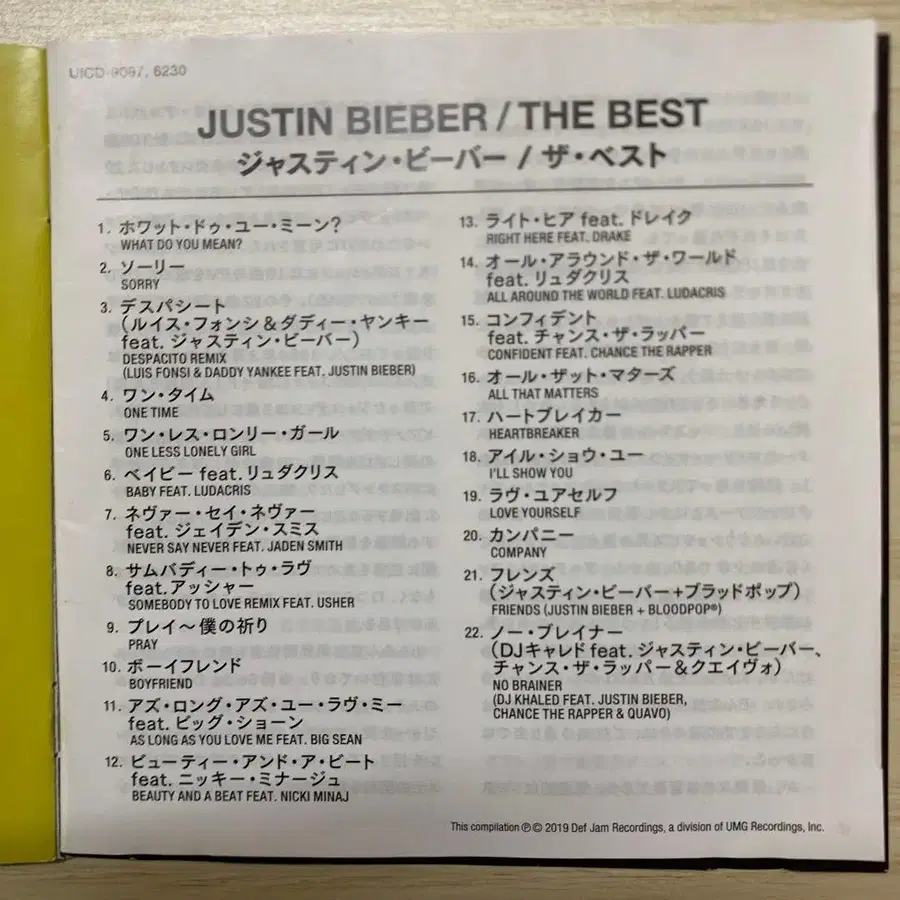 UICD-9097, 6230
JUSTIN BIEBER / THE BEST
ジャスティン・ビーバー / ザ・ベスト
1. ホワット・ドゥ・ユー・ミーン?
WHAT DO YOU MEAN?
2. ソーリー
SORRY
3. デスパシート
(ルイス・フォンシ&ダディー・ヤンキー
feat. ジャスティン・ビーバー)
DESPACITO REMIX
(LUIS FONSI & DADDY YANKEE FEAT. JUSTIN BIEBER)
4. ワン・タイム
ONE TIME
5. ワン・レス・ロンリー・ガール
ONE LESS LONELY GIRL
6. ベイビー feat. リュダクリス
BABY FEAT. LUDACRIS
7. ネヴァー・セイ・ネヴァー
feat. ジェイデン・スミス
NEVER SAY NEVER FEAT. JADEN SMITH
8. サムバディー・トゥ・ラヴ
feat. アッシャー
SOMEBODY TO LOVE REMIX FEAT. USHER
9. プレイ〜僕の祈り
PRAY
10. ボーイフレンド
BOYFRIEND
11. アズ・ロング・アズ・ユー・ラヴ・ミー
feat. ビッグ・ショーン
AS LONG AS YOU LOVE ME FEAT. BIG SEAN
12. ビューティー・アンド・ア・ビート
feat. ニッキー・ミナージュ
BEAUTY AND A BEAT FEAT. NICKI MINAJ
13. ライト・ヒア feat. ドレイク
RIGHT HERE FEAT. DRAKE
14. オール・アラウンド・ザ・ワールド
feat. リュダクリス
ALL AROUND THE WORLD FEAT. LUDACRIS
15. コンフィデント
feat. チャンス・ザ・ラッパー
CONFIDENT FEAT. CHANCE THE RAPPER
16. オール・ザット・マターズ
ALL THAT MATTERS
17. ハートブレイカー
HEARTBREAKER
18. アイル・ショウ・ユー
I'LL SHOW YOU
19. ラヴ・ユアセルフ
LOVE YOURSELF
20. カンパニー
COMPANY
21. フレンズ
(ジャスティン・ビーバー+ブラッドポップ)
FRIENDS (JUSTIN BIEBER + BLOODPOP®)
22. ノー・ブレイナー
(DJキャレド feat. ジャスティン・ビーバー、
チャンス・ザ・ラッパー&クエイヴォ)
NO BRAINER
(DJ KHALED FEAT. JUSTIN BIEBER,
CHANCE THE RAPPER & QUAVO)
This compilation ℗© 2019 Def Jam Recordings, a division of UMG Recordings, Inc.